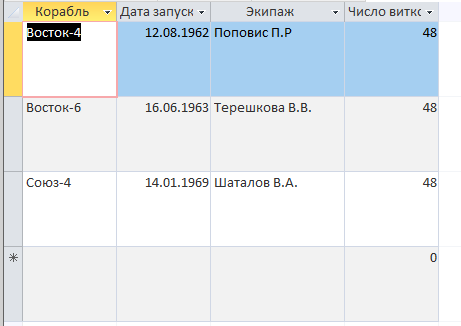 Корабль Дата запуск Экипаж Число витко
Восток-4 12.08.1962 Поповис П.Р 48
Восток-6 16.06.1963 Терешкова В.В. 48
Союз-4 14.01.1969 Шаталов В.А. 48
* 0